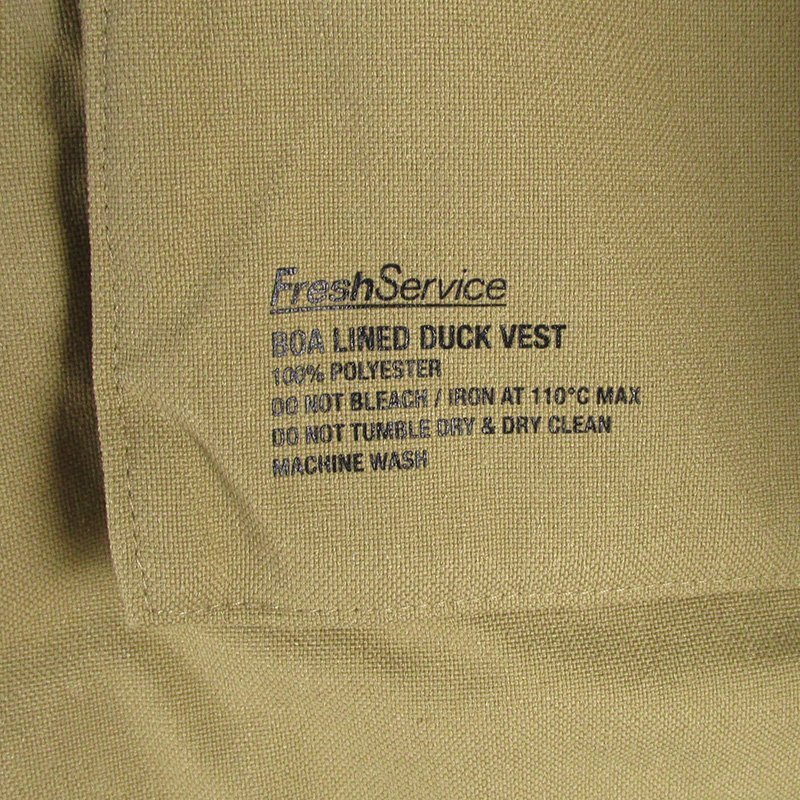 FreshService
BOA LINED DUCK VEST
100% POLYESTER
DO NOT BLEACH / IRON AT 110°C MAX
DO NOT TUMBLE DRY & DRY CLEAN
MACHINE WASH